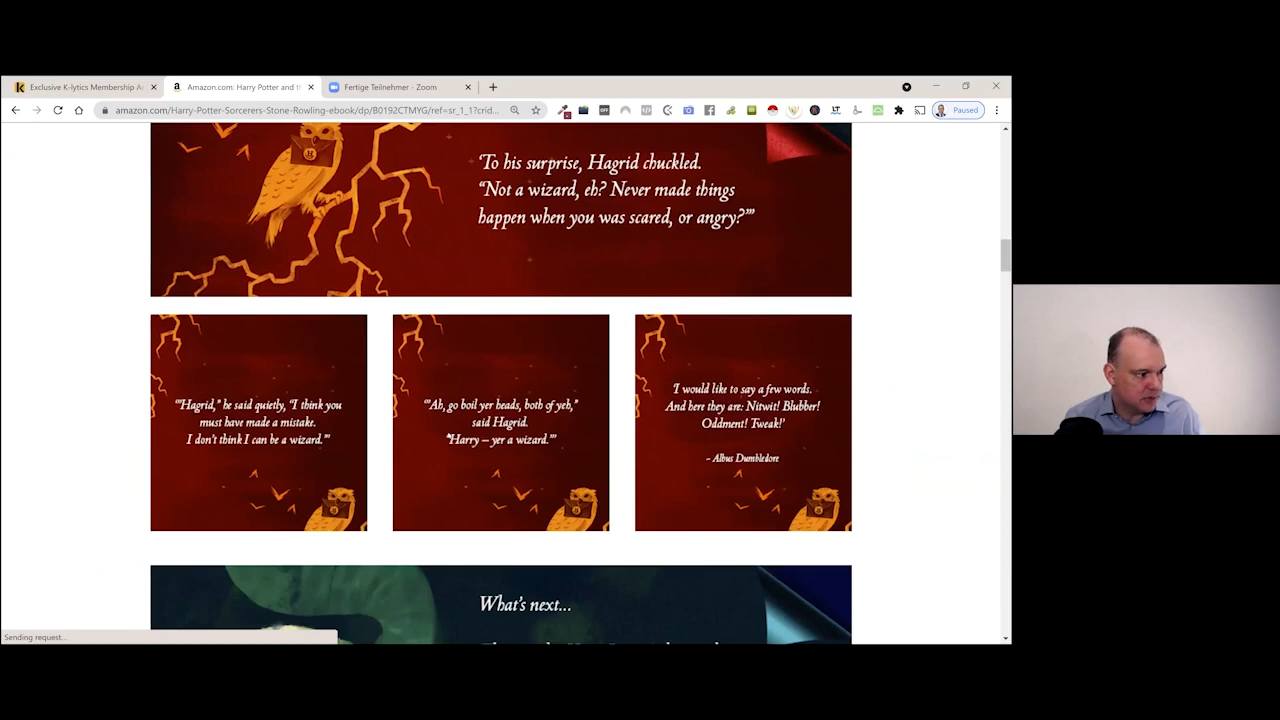 Exclusive K-lytics Membership A
Amazon.com: Harry Potter and t
Fertige Teilnehmer - Zoom
amazon.com/Harry-Potter-Sorcerers-Stone-Rowling-ebook/dp/B0192CTMYG/ref=sr_1_1?crid...
Paused
‘To his surprise, Hagrid chuckled.
“Not a wizard, eh? Never made things
happen when you was scared, or angry?”’
‘“Hagrid,” he said quietly, “I think you
must have made a mistake.
I don’t think I can be a wizard.”’
‘“Ah, go boil yer heads, both of yeh,”
said Hagrid.
“Harry – yer a wizard.”’
‘I would like to say a few words.
And here they are: Nitwit! Blubber!
Oddment! Tweak!’
– Albus Dumbledore
What’s next...
Sending request...